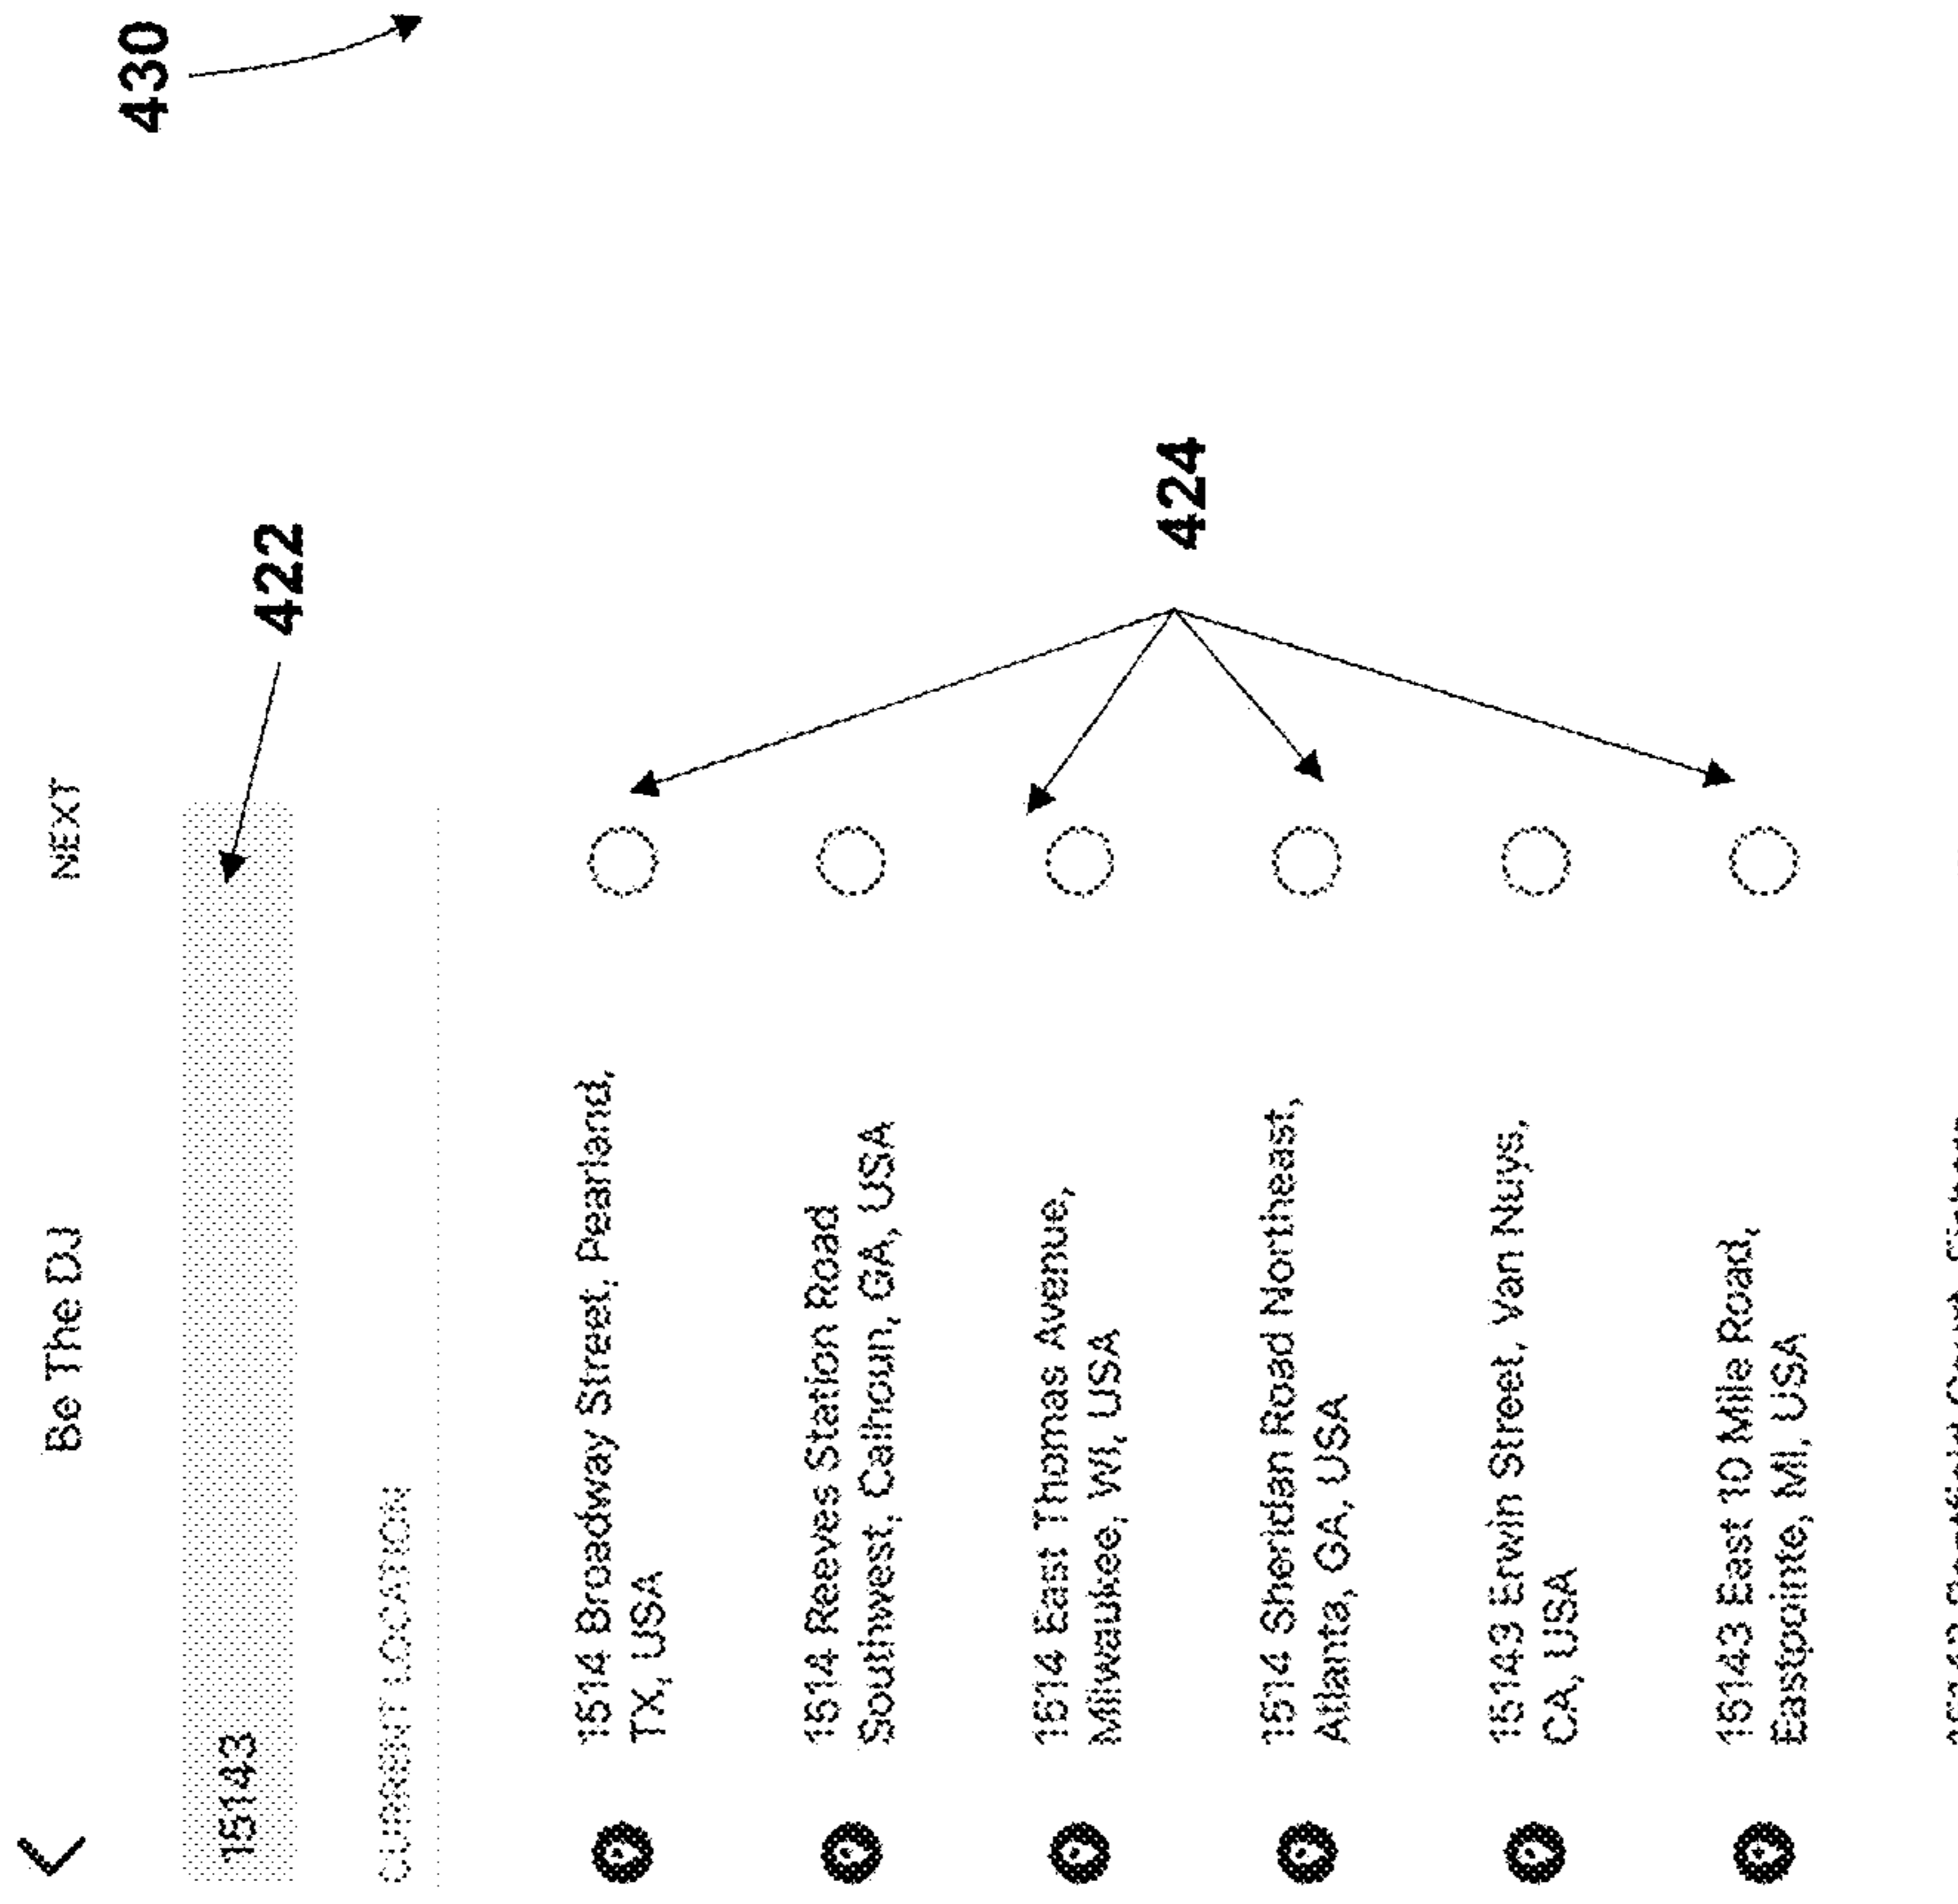 430
Be The DJ
NEXT
422
15143
CURRENT LOCATION
1514 Broadway Street, Pearland,
TX, USA
1514 Reeves Station Road
Southwest, Calhoun, GA, USA
424
1514 East Thomas Avenue,
Milwaukee, WI, USA
1514 Sheridan Road Northeast,
Atlanta, GA, USA
15143 Erwin Street, Van Nuys,
CA, USA
15143 East 10 Mile Road,
Eastpointe, MI, USA